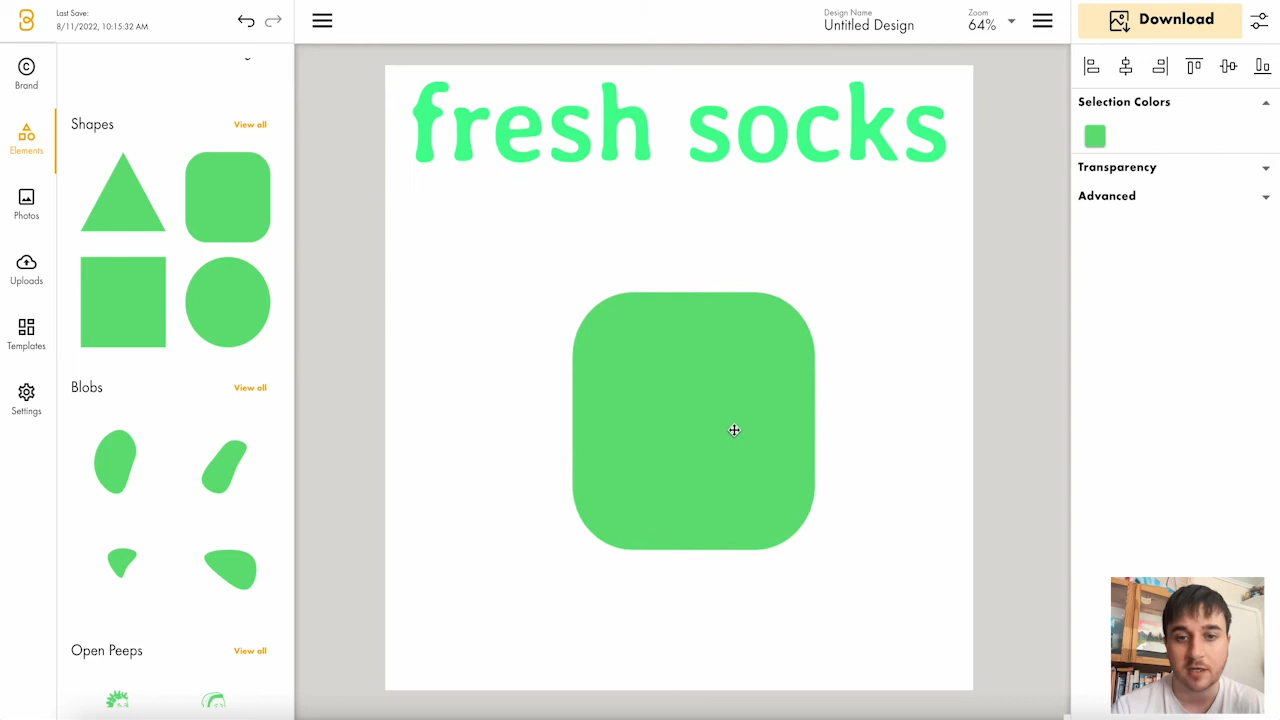 Last Save:
8/11/2022, 10:15:32 AM
Design Name
Untitled Design
Zoom
64%
Download
Brand
Elements
Photos
Uploads
Templates
Settings
Shapes
View all
Blobs
View all
Open Peeps
View all
fresh socks
Selection Colors
Transparency
Advanced